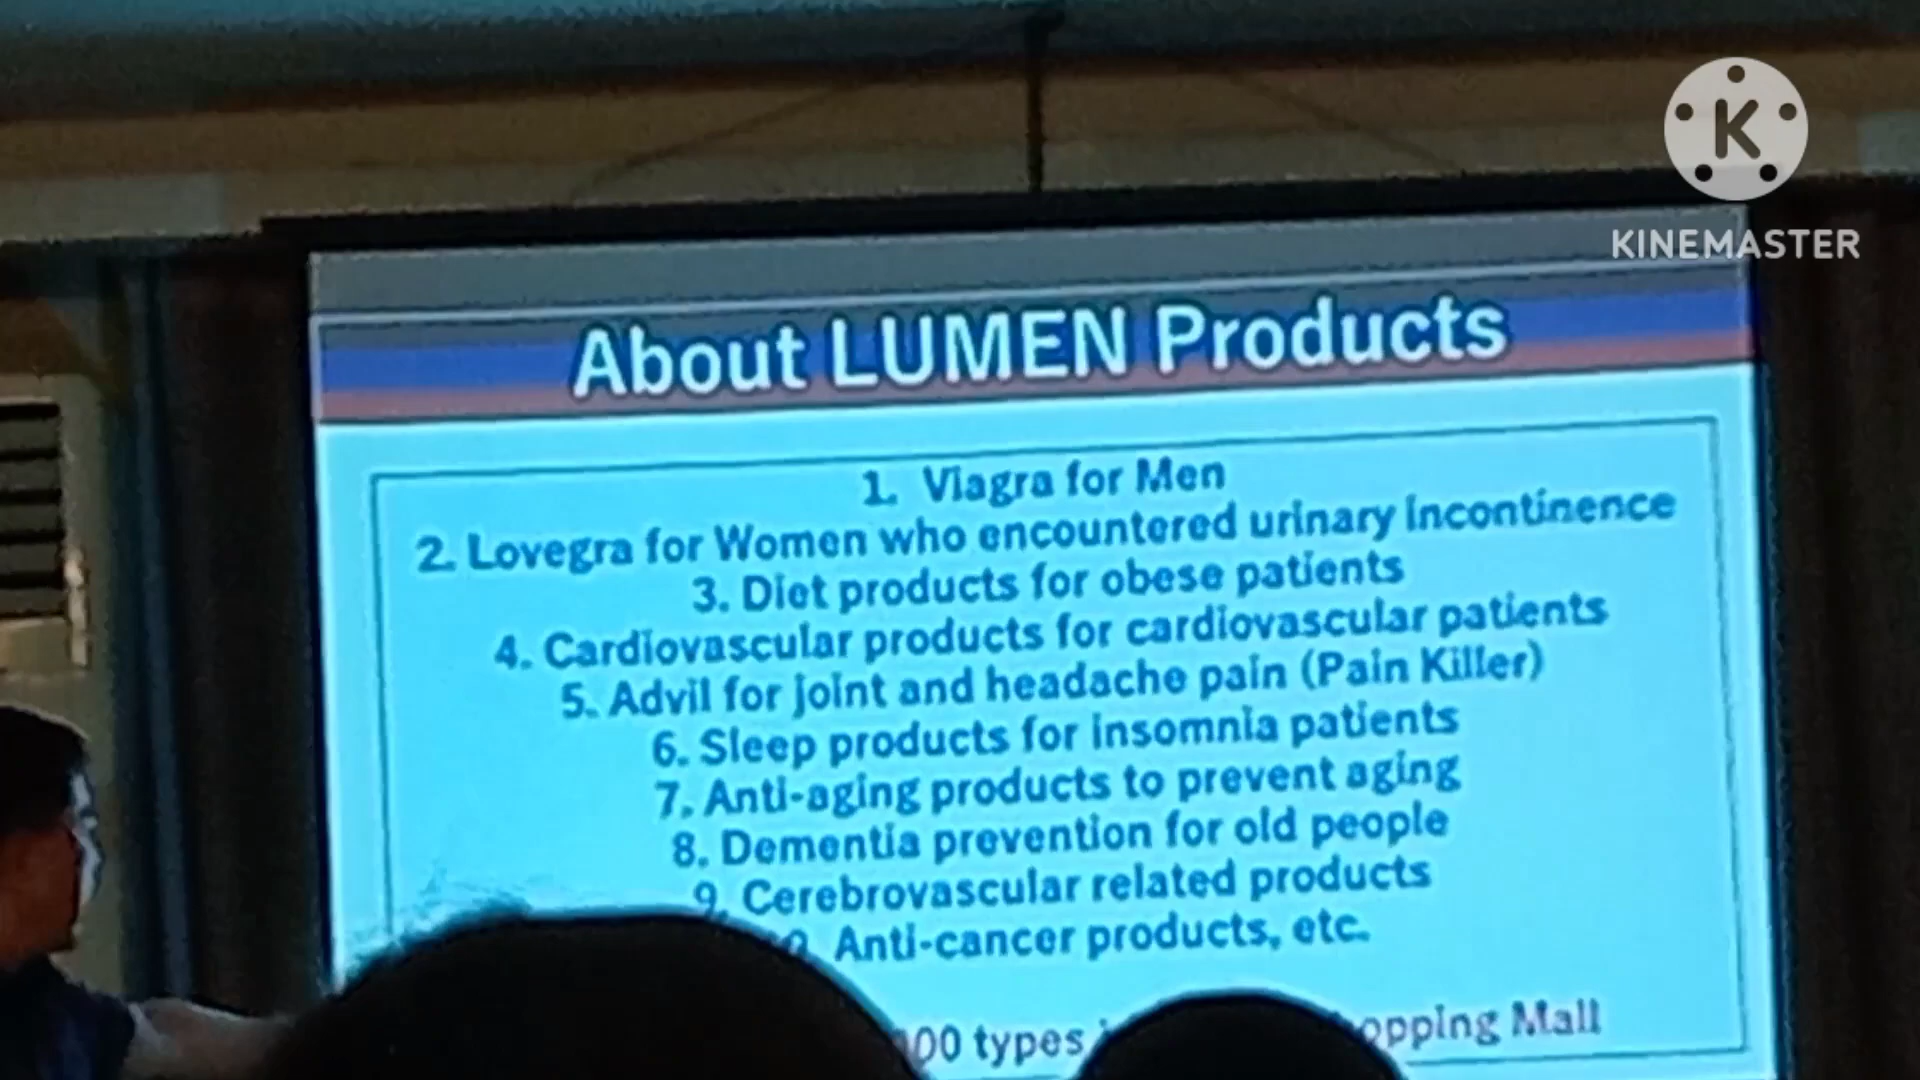 K
KINEMASTER
About LUMEN Products
1. Viagra for Men
2. Lovegra for Women who encountered urinary incontinence
3. Diet products for obese patients
4. Cardiovascular products for cardiovascular patients
5. Advil for joint and headache pain (Pain Killer)
6. Sleep products for insomnia patients
7. Anti-aging products to prevent aging
8. Dementia prevention for old people
9. Cerebrovascular related products
Anti-cancer products, etc.
types
Mall